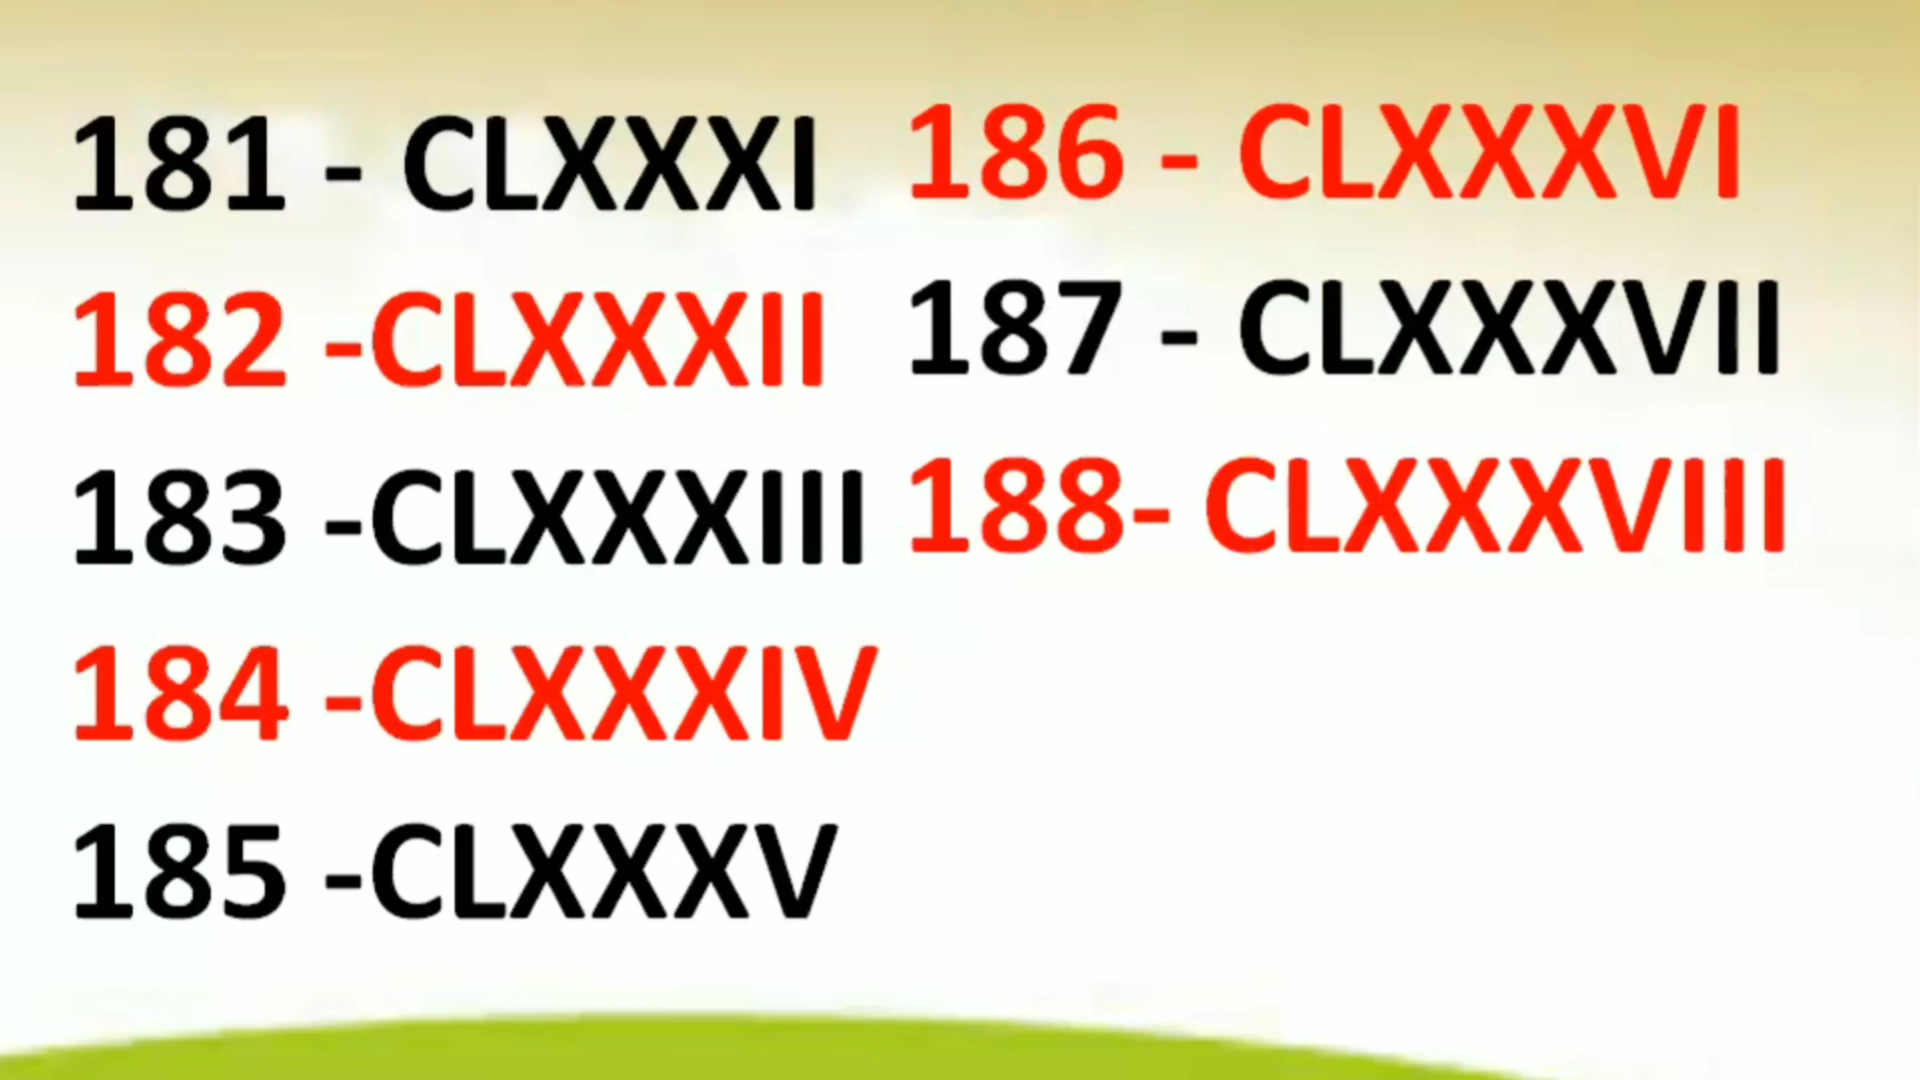 181 - CLXXXI
182 -CLXXXII
183 -CLXXXIII
184 -CLXXXIV
185 -CLXXXV
186 - CLXXXVI
187 - CLXXXVII
188- CLXXXVIII